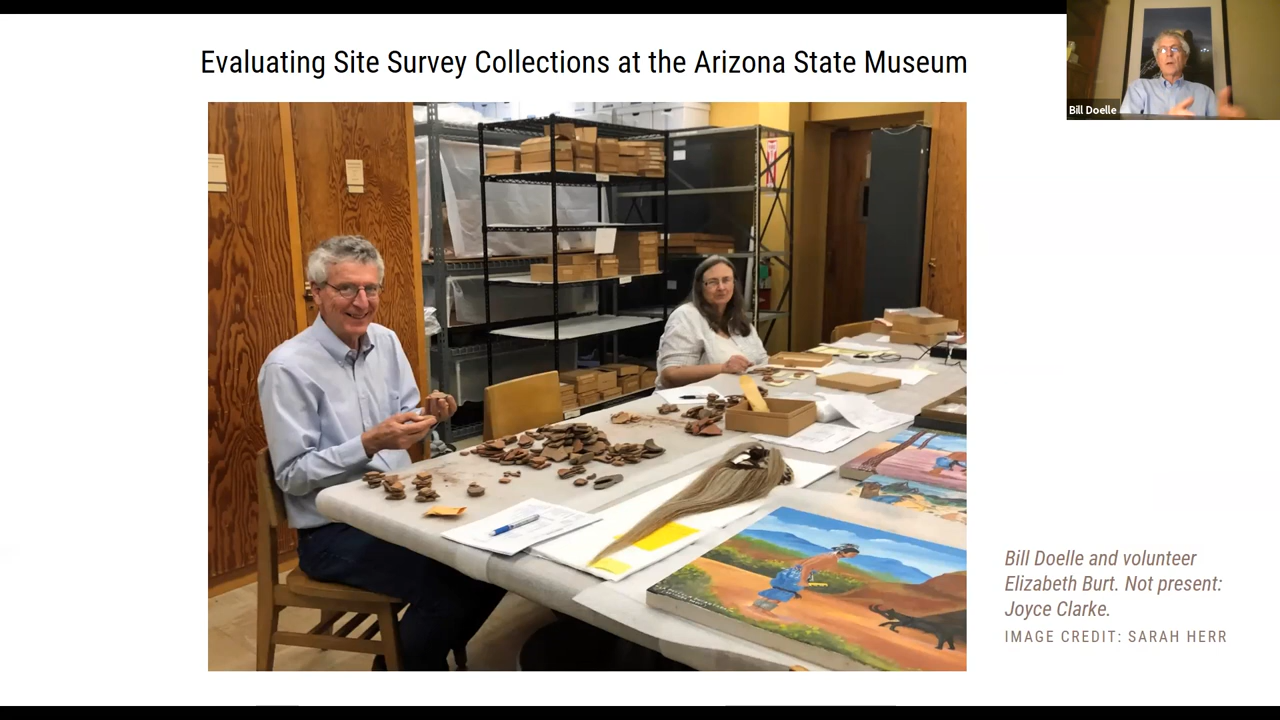 Evaluating Site Survey Collections at the Arizona State Museum
Bill Doelle
Bill Doelle and volunteer
Elizabeth Burt. Not present:
Joyce Clarke.
IMAGE CREDIT: SARAH HERR